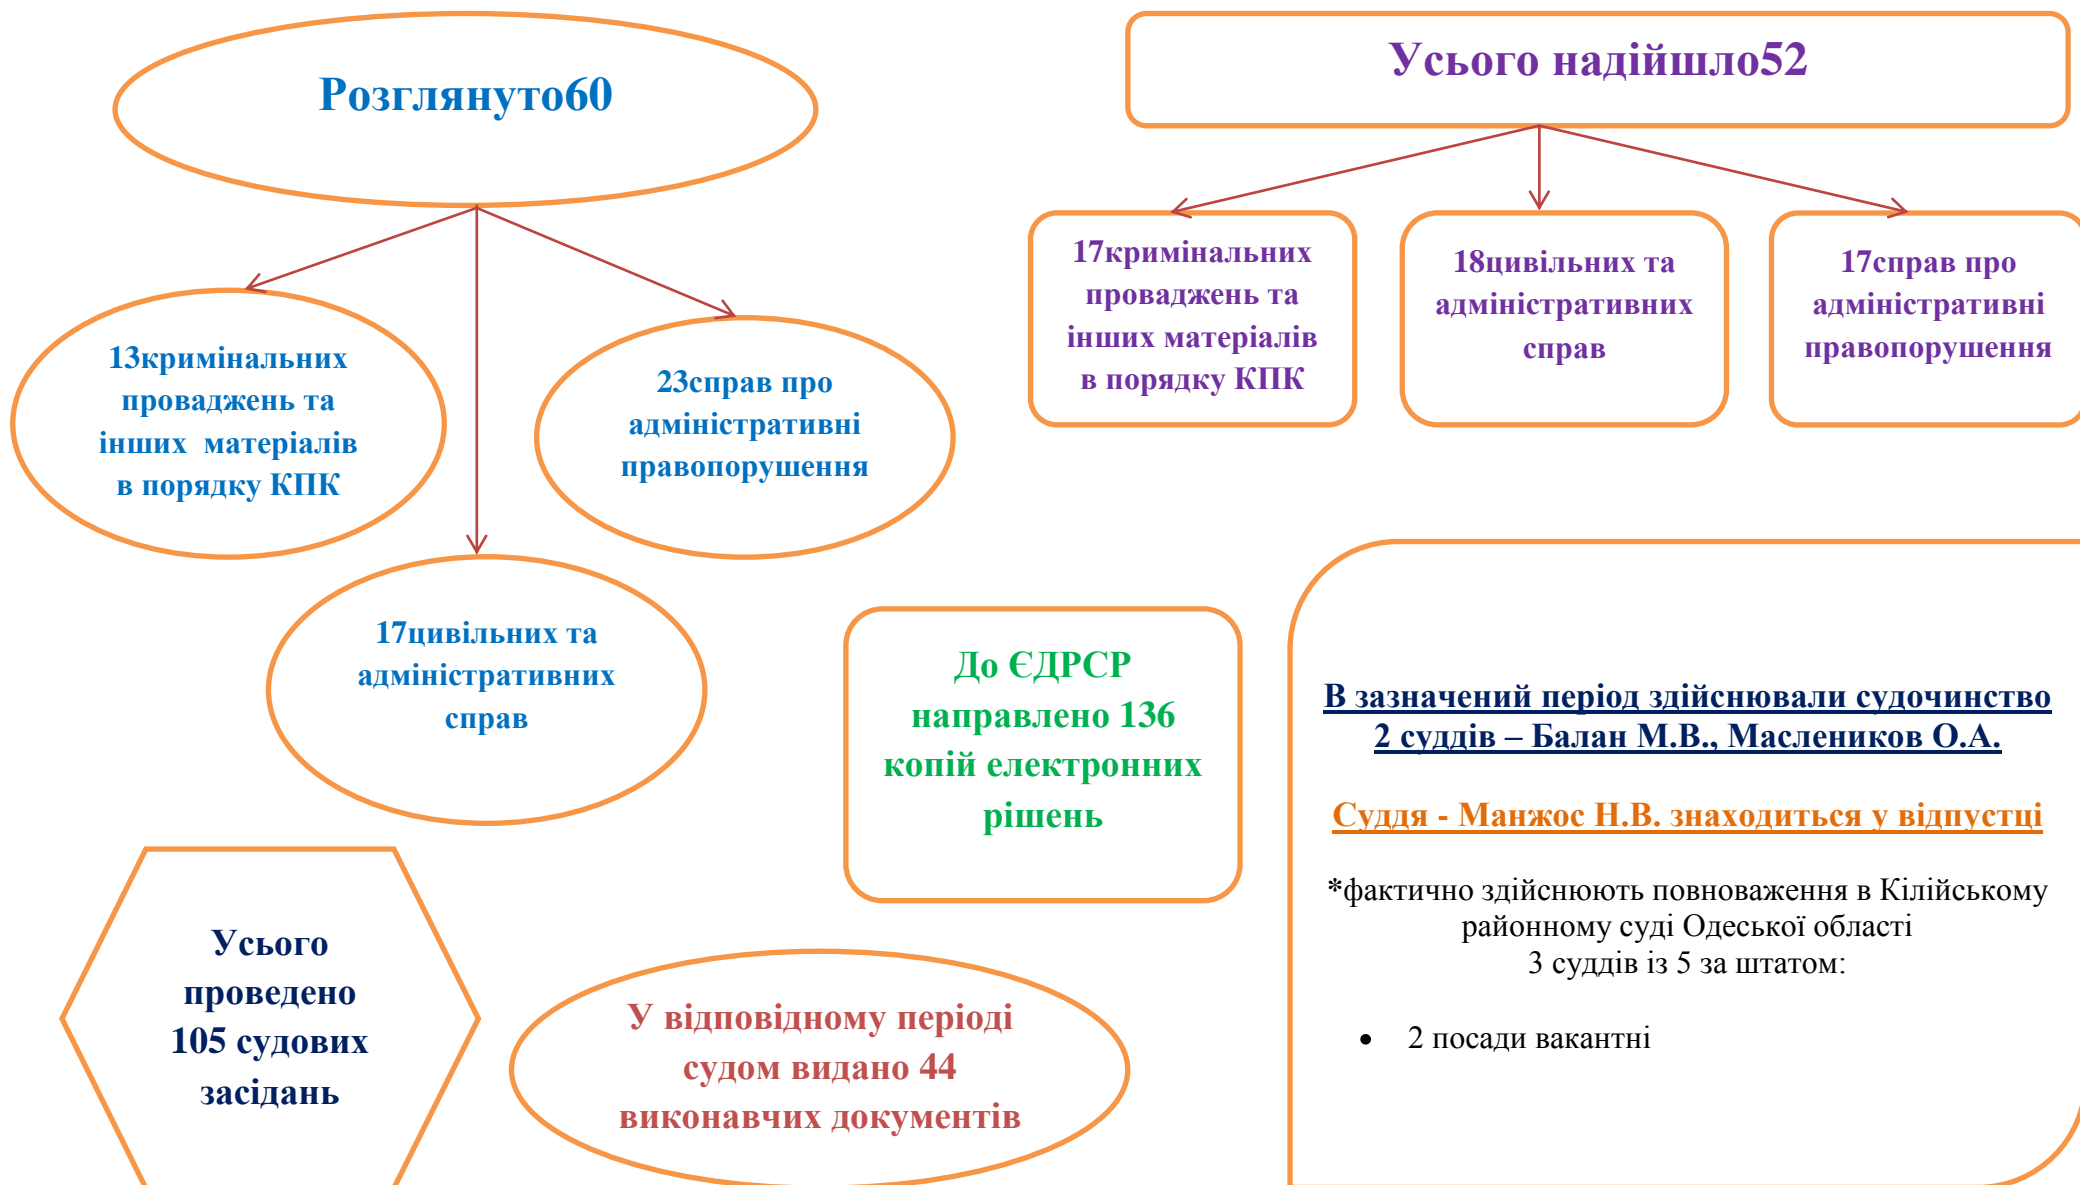 Розглянуто60
13кримінальних
проваджень та
інших матеріалів
в порядку КПК
23справ про
адміністративні
правопорушення
17цивільних та
адміністративних
справ
Усього надійшло52
17кримінальних
проваджень та
інших матеріалів
в порядку КПК
18цивільних та
адміністративних
справ
17справ про
адміністративні
правопорушення
До ЄДРСР
направлено 136
копій електронних
рішень
В зазначений період здійснювали судочинство
2 суддів – Балан М.В., Маслеников О.А.
Суддя - Манжос Н.В. знаходиться у відпустці
*фактично здійснюють повноваження в Кілійському
районному суді Одеської області
3 суддів із 5 за штатом:
• 2 посади вакантні
Усього
проведено
105 судових
засідань
У відповідному періоді
судом видано 44
виконавчих документів